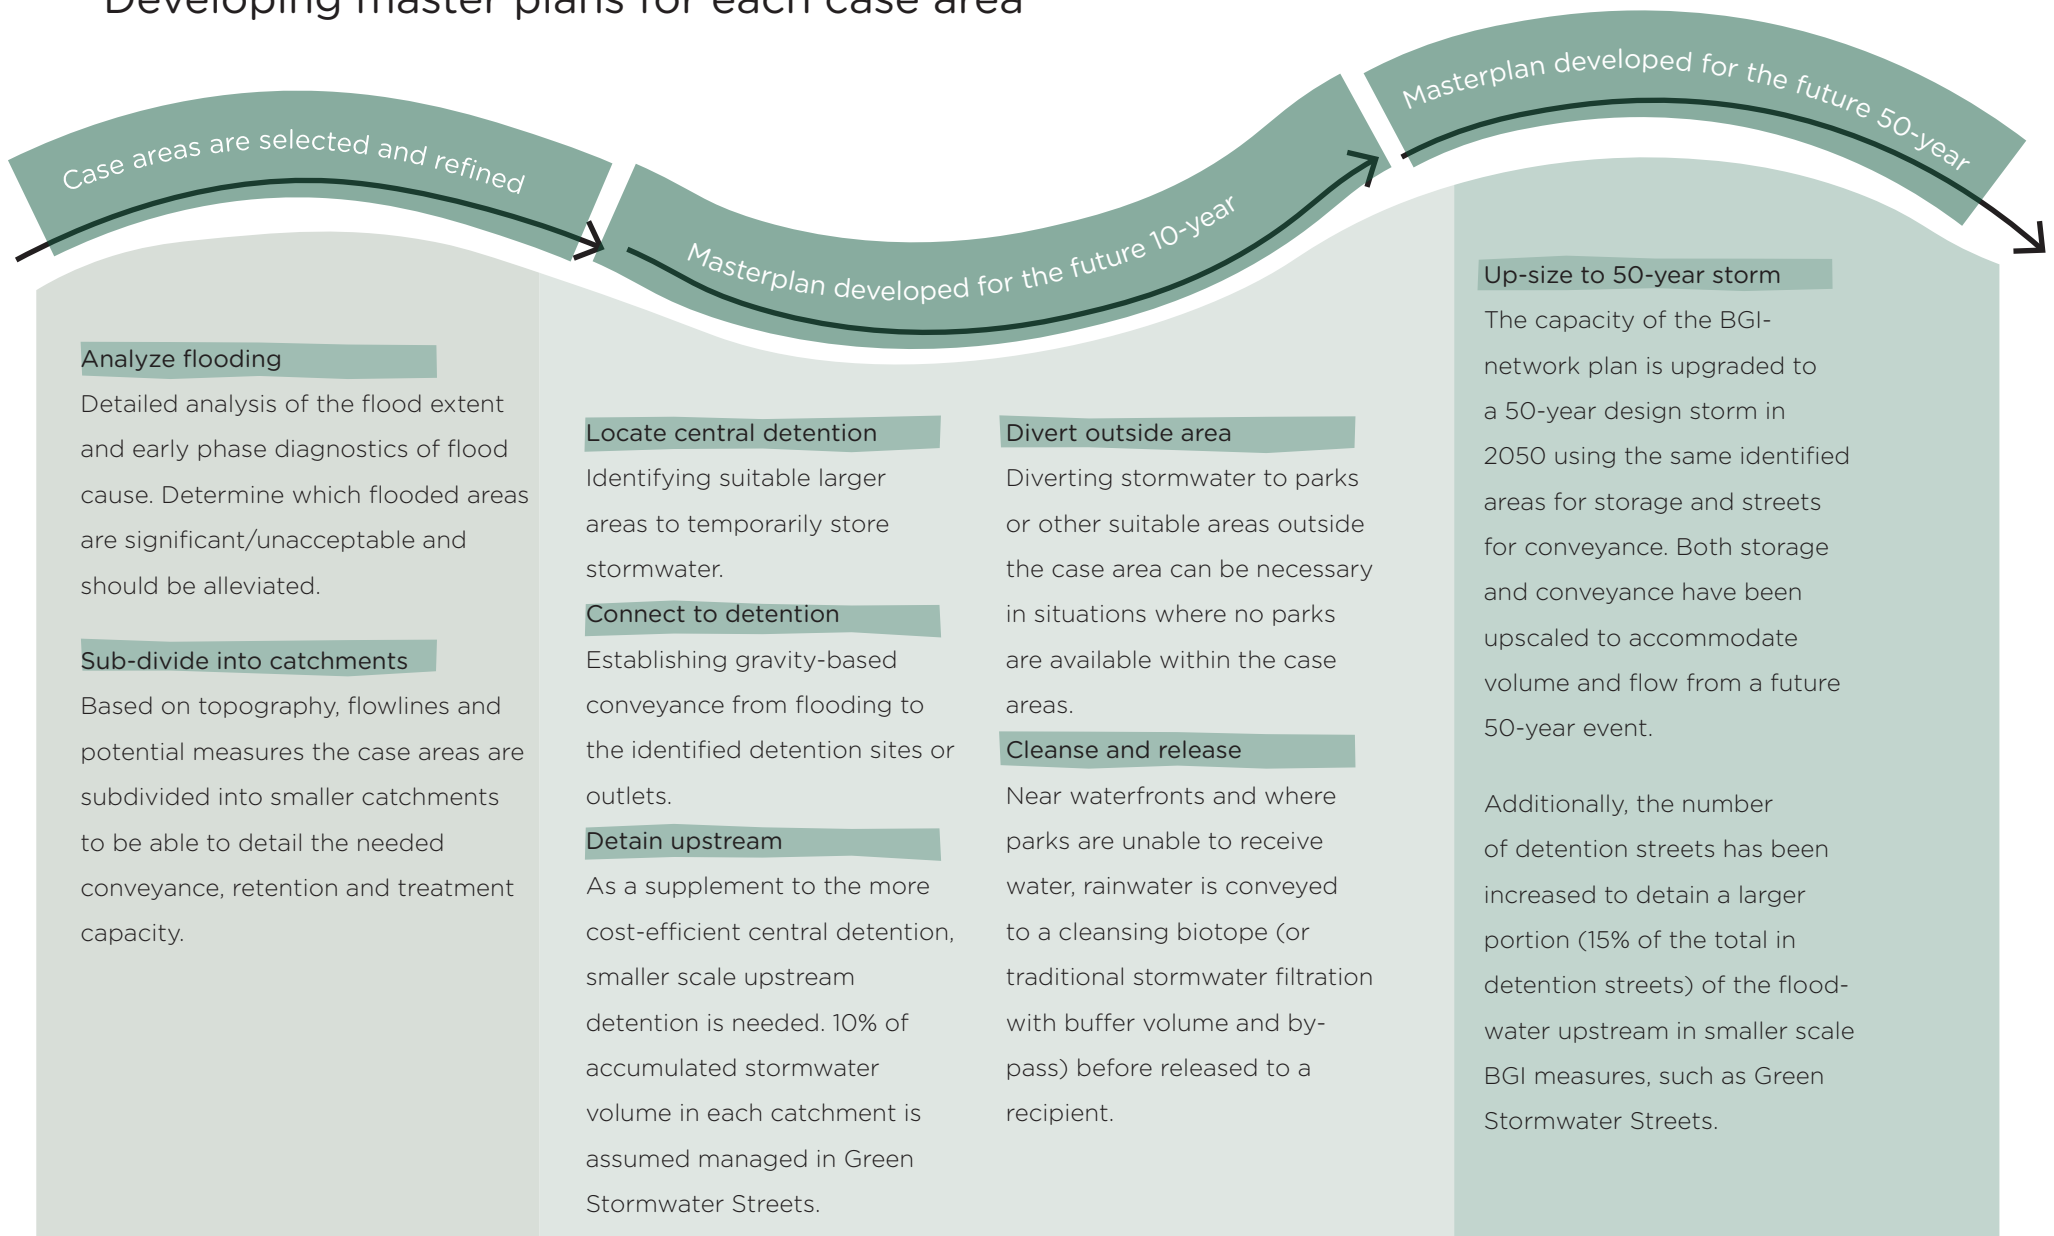 Developing master plans for each case area
Case areas are selected and refined
Masterplan developed for the future 10-year
Masterplan developed for the future 50-year
Analyze flooding
Detailed analysis of the flood extent
and early phase diagnostics of flood
cause. Determine which flooded areas
are significant/unacceptable and
should be alleviated.
Sub-divide into catchments
Based on topography, flowlines and
potential measures the case areas are
subdivided into smaller catchments
to be able to detail the needed
conveyance, retention and treatment
capacity.
Locate central detention
Identifying suitable larger
areas to temporarily store
stormwater.
Connect to detention
Establishing gravity-based
conveyance from flooding to
the identified detention sites or
outlets.
Detain upstream
As a supplement to the more
cost-efficient central detention,
smaller scale upstream
detention is needed. 10% of
accumulated stormwater
volume in each catchment is
assumed managed in Green
Stormwater Streets.
Divert outside area
Diverting stormwater to parks
or other suitable areas outside
the case area can be necessary
in situations where no parks
are available within the case
areas.
Cleanse and release
Near waterfronts and where
parks are unable to receive
water, rainwater is conveyed
to a cleansing biotope (or
traditional stormwater filtration
with buffer volume and by-
pass) before released to a
recipient.
Up-size to 50-year storm
The capacity of the BGI-
network plan is upgraded to
a 50-year design storm in
2050 using the same identified
areas for storage and streets
for conveyance. Both storage
and conveyance have been
upscaled to accommodate
volume and flow from a future
50-year event.
Additionally, the number
of detention streets has been
increased to detain a larger
portion (15% of the total in
detention streets) of the flood-
water upstream in smaller scale
BGI measures, such as Green
Stormwater Streets.